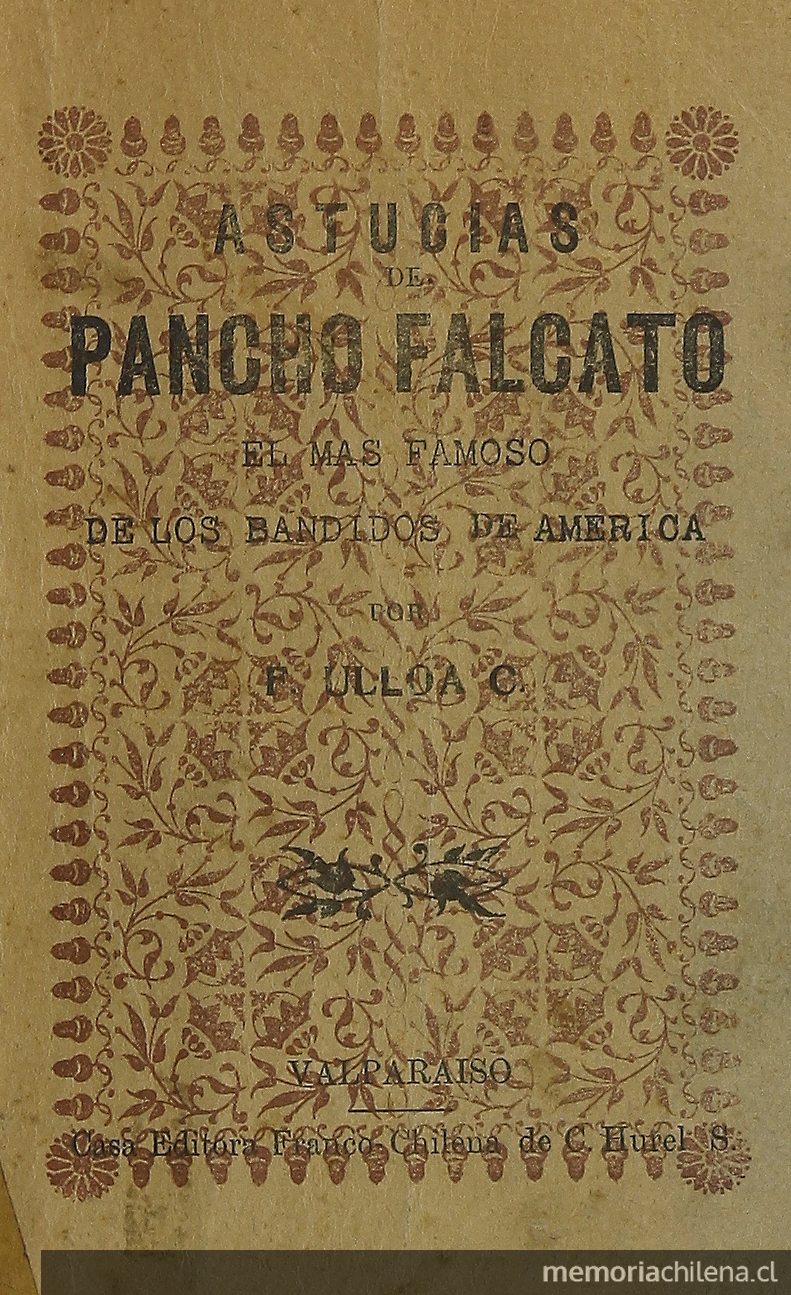 ASTUCIAS
DE
PANCHO FALCATO
EL MAS FAMOSO
DE LOS BANDIDOS DE AMERICA
POR
F. ULLOA C.
VALPARAISO
Casa Editora Franco-Chilena de C. Hurel S.
memoriachilena.cl